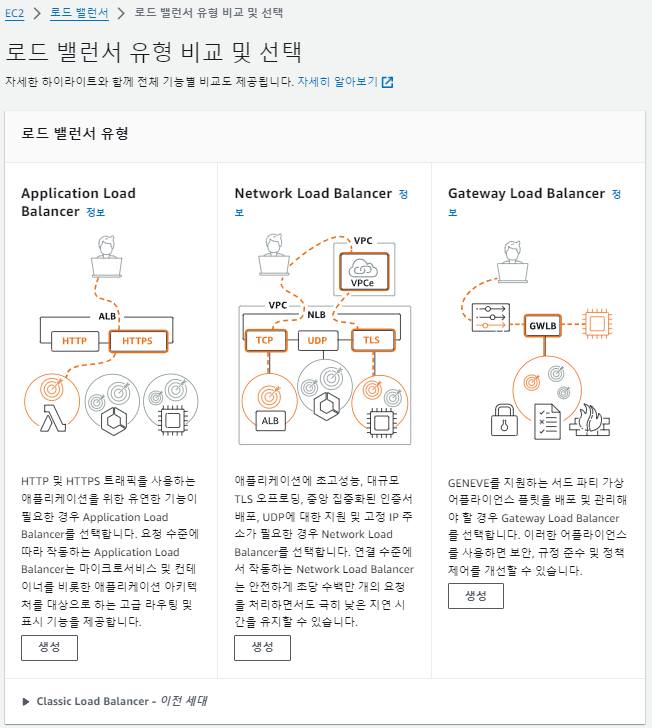 EC2 > 로드 밸런서 > 로드 밸런서 유형 비교 및 선택
로드 밸런서 유형 비교 및 선택
자세한 하이라이트와 함께 전체 기능별 비교도 제공됩니다. 자세히 알아보기
로드 밸런서 유형
Application Load
Balancer 정보
ALB
HTTP
HTTPS
HTTP 및 HTTPS 트래픽을 사용하는
애플리케이션을 위한 유연한 기능이
필요한 경우 Application Load
Balancer를 선택합니다. 요청 수준에
따라 작동하는 Application Load
Balancer는 마이크로서비스 및 컨테
이너를 비롯한 애플리케이션 아키텍
처를 대상으로 하는 고급 라우팅 및
표시 기능을 제공합니다.
생성
Network Load Balancer 정
보
VPC
VPCe
VPC
NLB
TCP
UDP
TLS
ALB
애플리케이션에 초고성능, 대규모
TLS 오프로딩, 중앙 집중화된 인증서
배포, UDP에 대한 지원 및 고정 IP 주
소가 필요한 경우 Network Load
Balancer를 선택합니다. 연결 수준에
서 작동하는 Network Load Balancer
는 안전하게 초당 수백만 개의 요청
을 처리하면서도 극히 낮은 지연 시
간을 유지할 수 있습니다.
생성
Gateway Load Balancer 정
보
GWLB
GENEVE를 지원하는 서드 파티 가상
어플라이언스 플릿을 배포 및 관리해
야 할 경우 Gateway Load Balancer
를 선택합니다. 이러한 어플라이언스
를 사용하면 보안, 규정 준수 및 정책
제어를 개선할 수 있습니다.
생성
Classic Load Balancer - 이전 세대